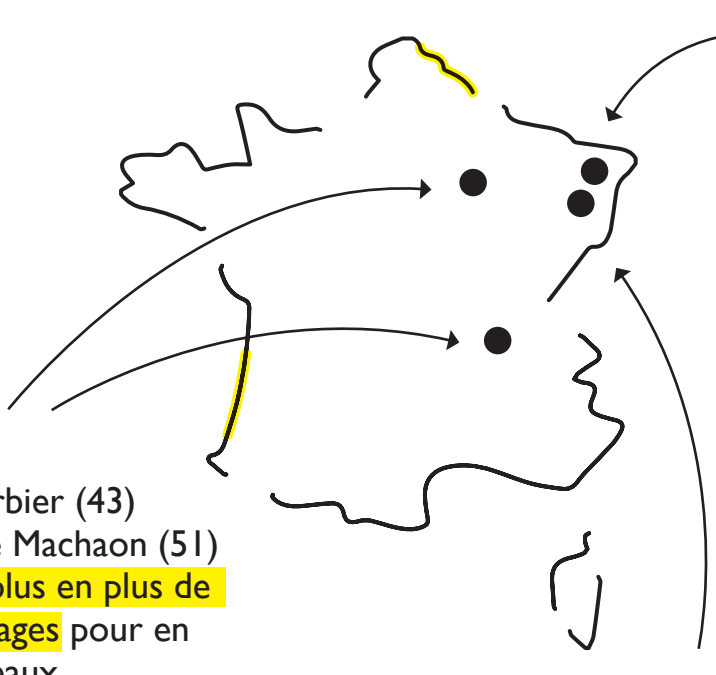 rbier (43)
e Machaon (51)
plus en plus de
ages pour en